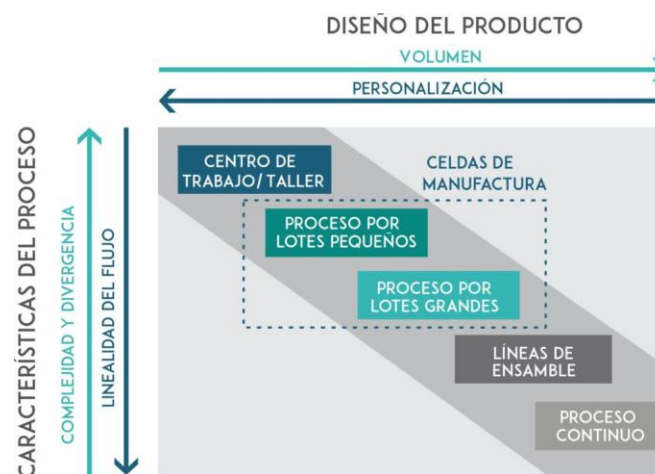 DISEÑO DEL PRODUCTO
VOLUMEN
PERSONALIZACIÓN
CARACTERÍSTICAS DEL PROCESO
COMPLEJIDAD Y DIVERGENCIA
LINEALIDAD DEL FLUJO
CENTRO DE
TRABAJO/ TALLER
CELDAS DE
MANUFACTURA
PROCESO POR
LOTES PEQUEÑOS
PROCESO POR
LOTES GRANDES
LÍNEAS DE
ENSAMBLE
PROCESO
CONTINUO